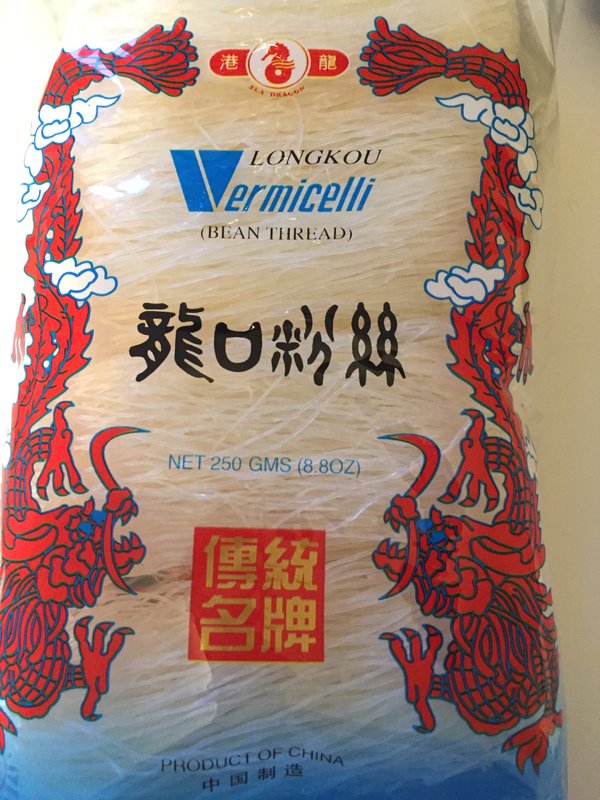 港 龍
SEA DRAGON
LONGKOU
Vermicelli
(BEAN THREAD)
龍口粉絲
NET 250 GMS (8.8OZ)
傳統
名牌
PRODUCT OF CHINA
中国制造